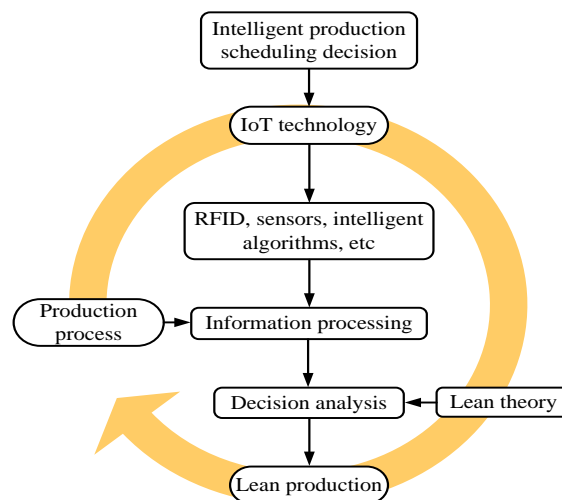 Intelligent production
scheduling decision
IoT technology
RFID, sensors, intelligent
algorithms, etc
Production
process
Information processing
Decision analysis
Lean theory
Lean production